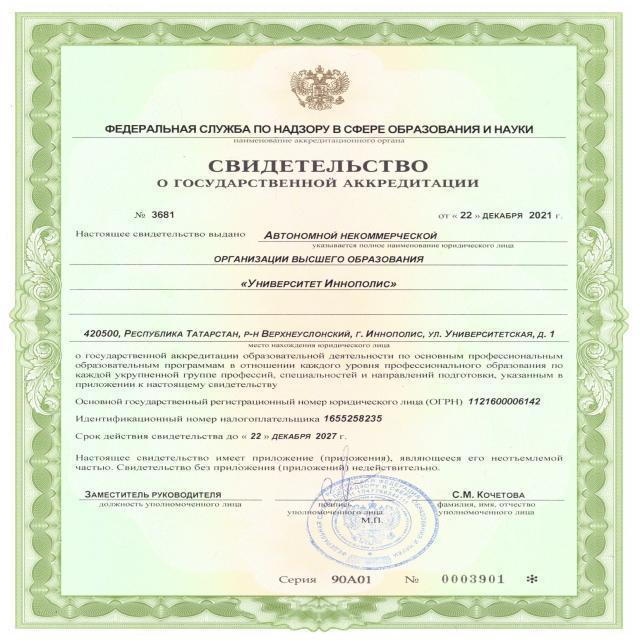 ФЕДЕРАЛЬНАЯ СЛУЖБА ПО НАДЗОРУ В СФЕРЕ ОБРАЗОВАНИЯ И НАУКИ
наименование аккредитационного органа
СВИДЕТЕЛЬСТВО
О ГОСУДАРСТВЕННОЙ АККРЕДИТАЦИИ
№ 3681 от « 22 » ДЕКАБРЯ 2021 г.
Настоящее свидетельство выдано АВТОНОМНОЙ НЕКОММЕРЧЕСКОЙ
указывается полное наименование юридического лица
ОРГАНИЗАЦИИ ВЫСШЕГО ОБРАЗОВАНИЯ
«УНИВЕРСИТЕТ ИННОПОЛИС»
420500, РЕСПУБЛИКА ТАТАРСТАН, Р-Н ВЕРХНЕУСЛОНСКИЙ, Г. ИННОПОЛИС, УЛ. УНИВЕРСИТЕТСКАЯ, Д. 1
место нахождения юридического лица
о государственной аккредитации образовательной деятельности по основным профессиональным
образовательным программам в отношении каждого уровня профессионального образования по
каждой укрупненной группе профессий, специальностей и направлений подготовки, указанным в
приложении к настоящему свидетельству
Основной государственный регистрационный номер юридического лица (ОГРН) 1121600006142
Идентификационный номер налогоплательщика 1655258235
Срок действия свидетельства до « 22 » ДЕКАБРЯ 2027 г.
Настоящее свидетельство имеет приложение (приложения), являющееся его неотъемлемой
частью. Свидетельство без приложения (приложений) недействительно.
ЗАМЕСТИТЕЛЬ РУКОВОДИТЕЛЯ С.М. КОЧЕТОВА
должность уполномоченного лица подпись уполномоченного лица фамилия, имя, отчество уполномоченного лица
М.П.
Серия 90А01 № 0003901 ✻